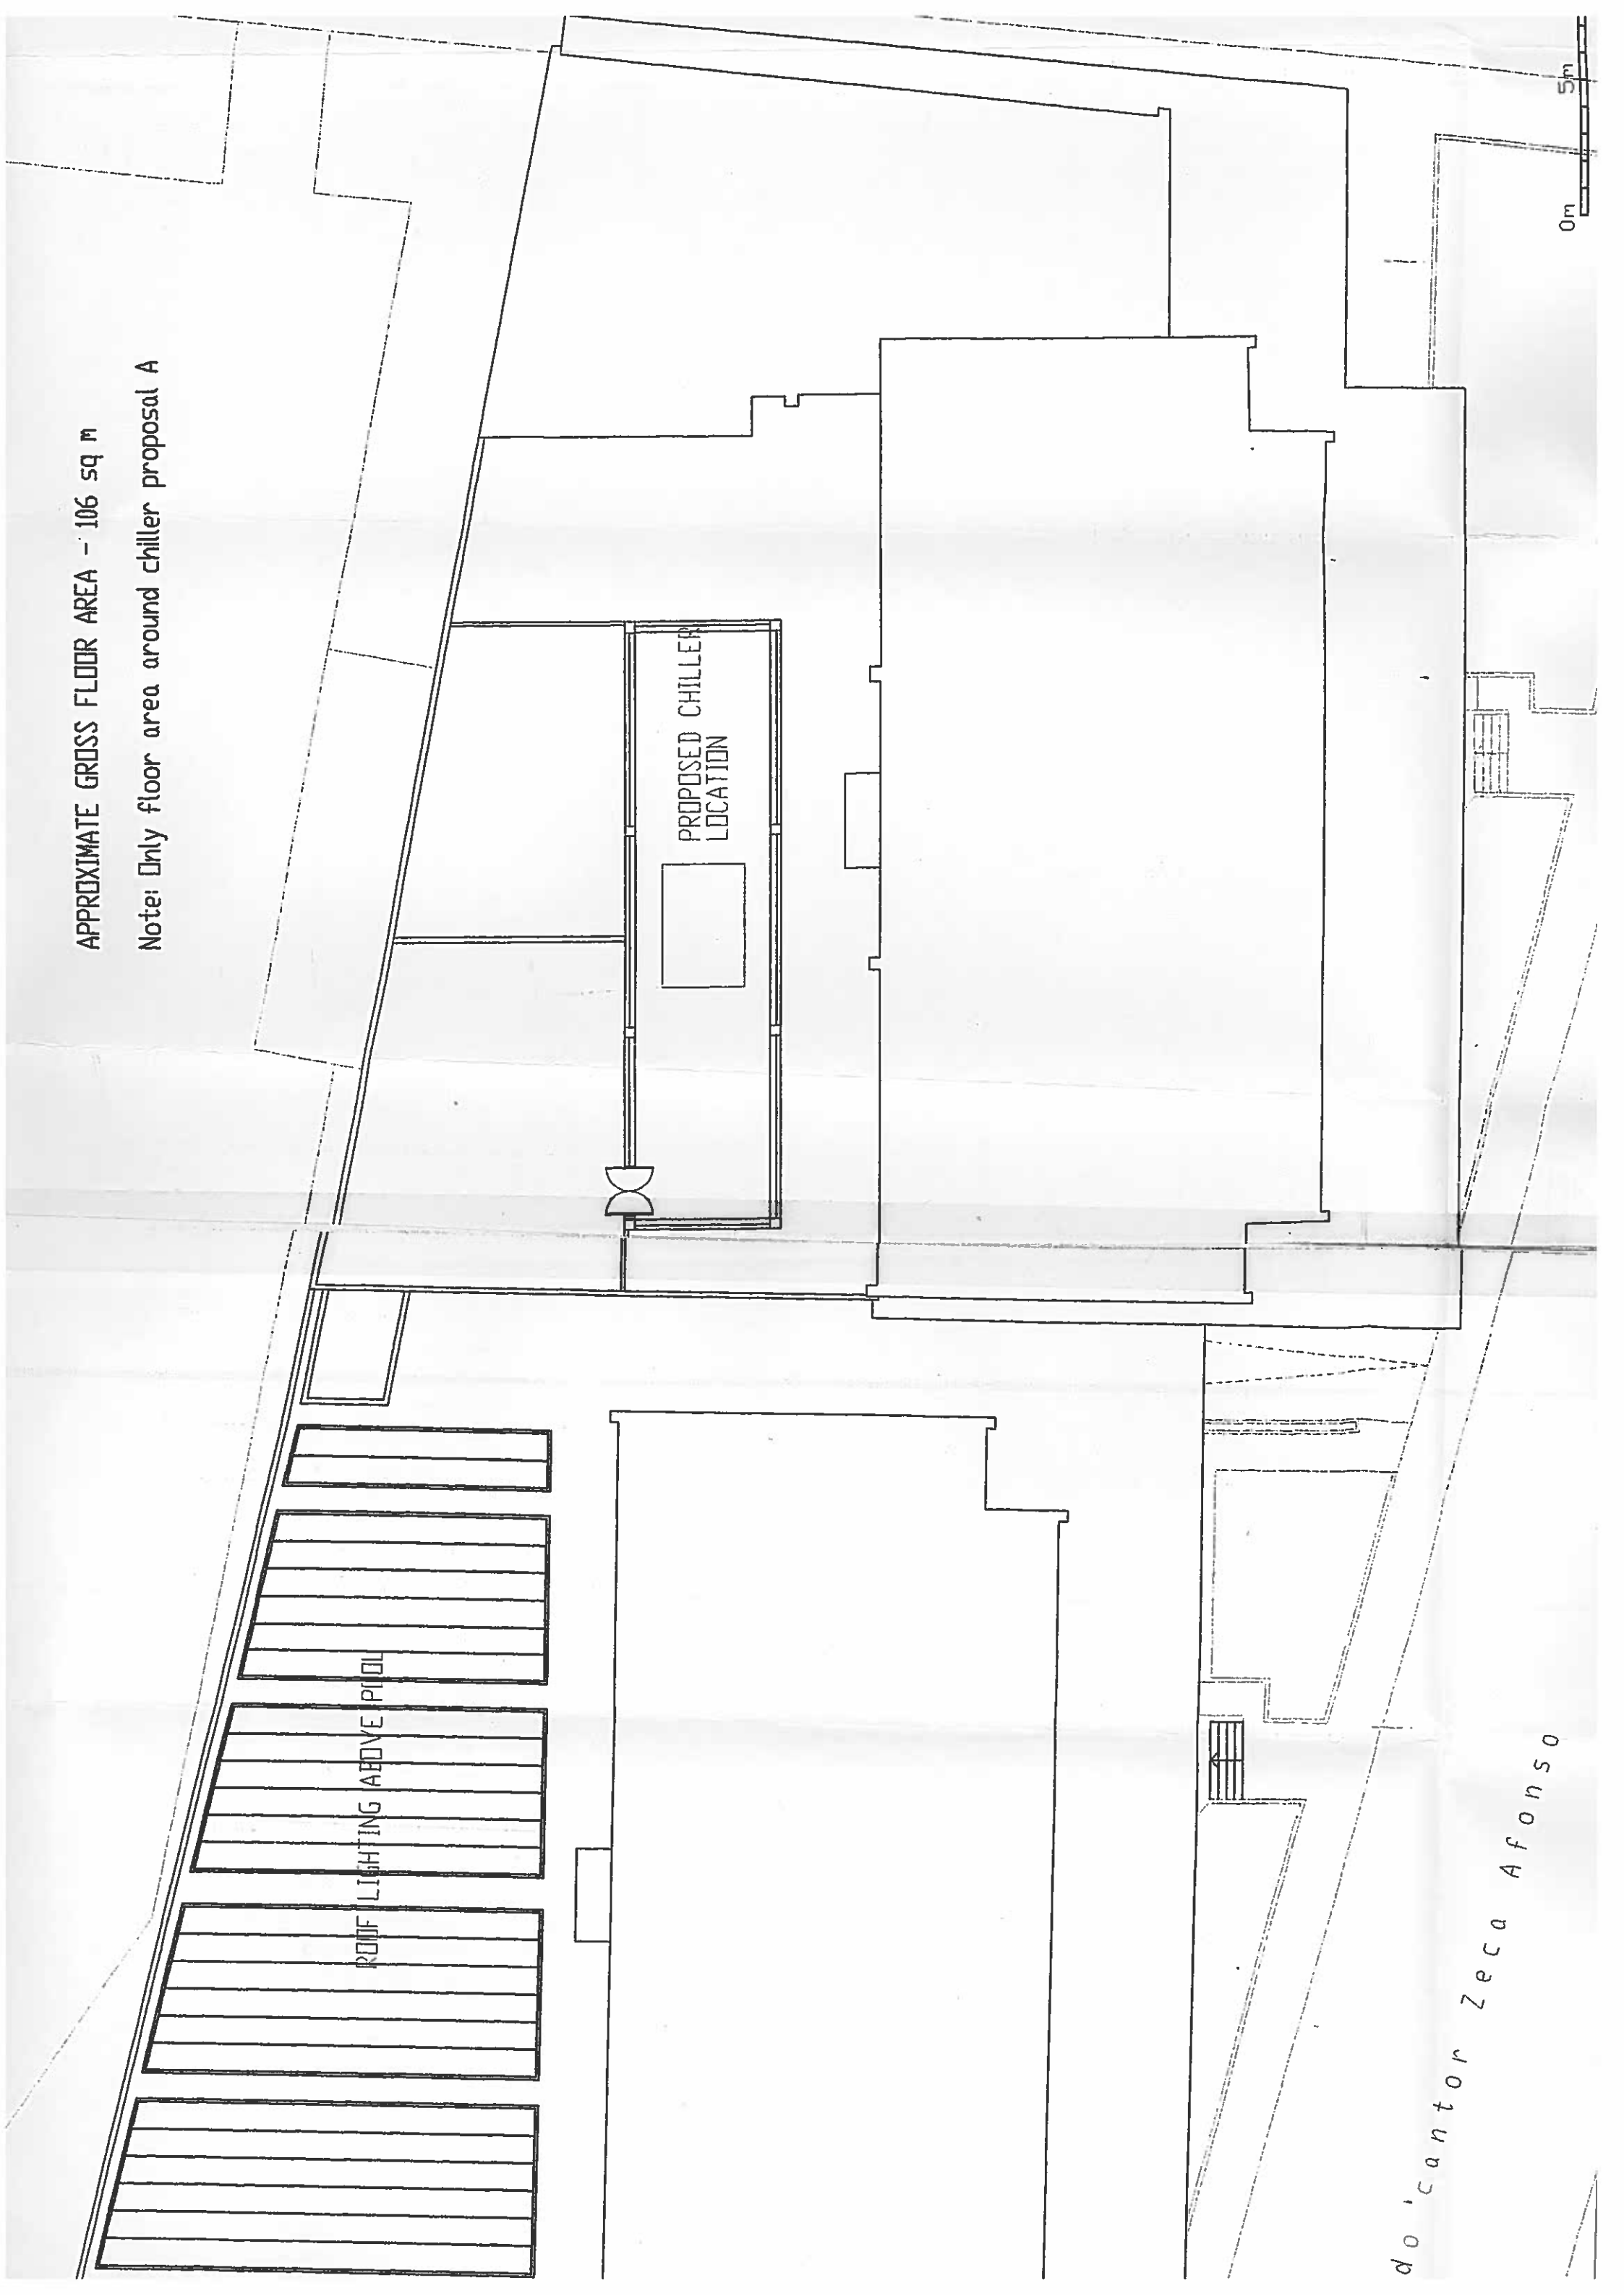 APPROXIMATE GROSS FLOOR AREA - 106 sq m
Note: Only floor area around chiller proposal A
PROPOSED CHILLER
LOCATION
ROOF LIGHTING ABOVE POOL
0m
5m
do cantor Zeca Afonso